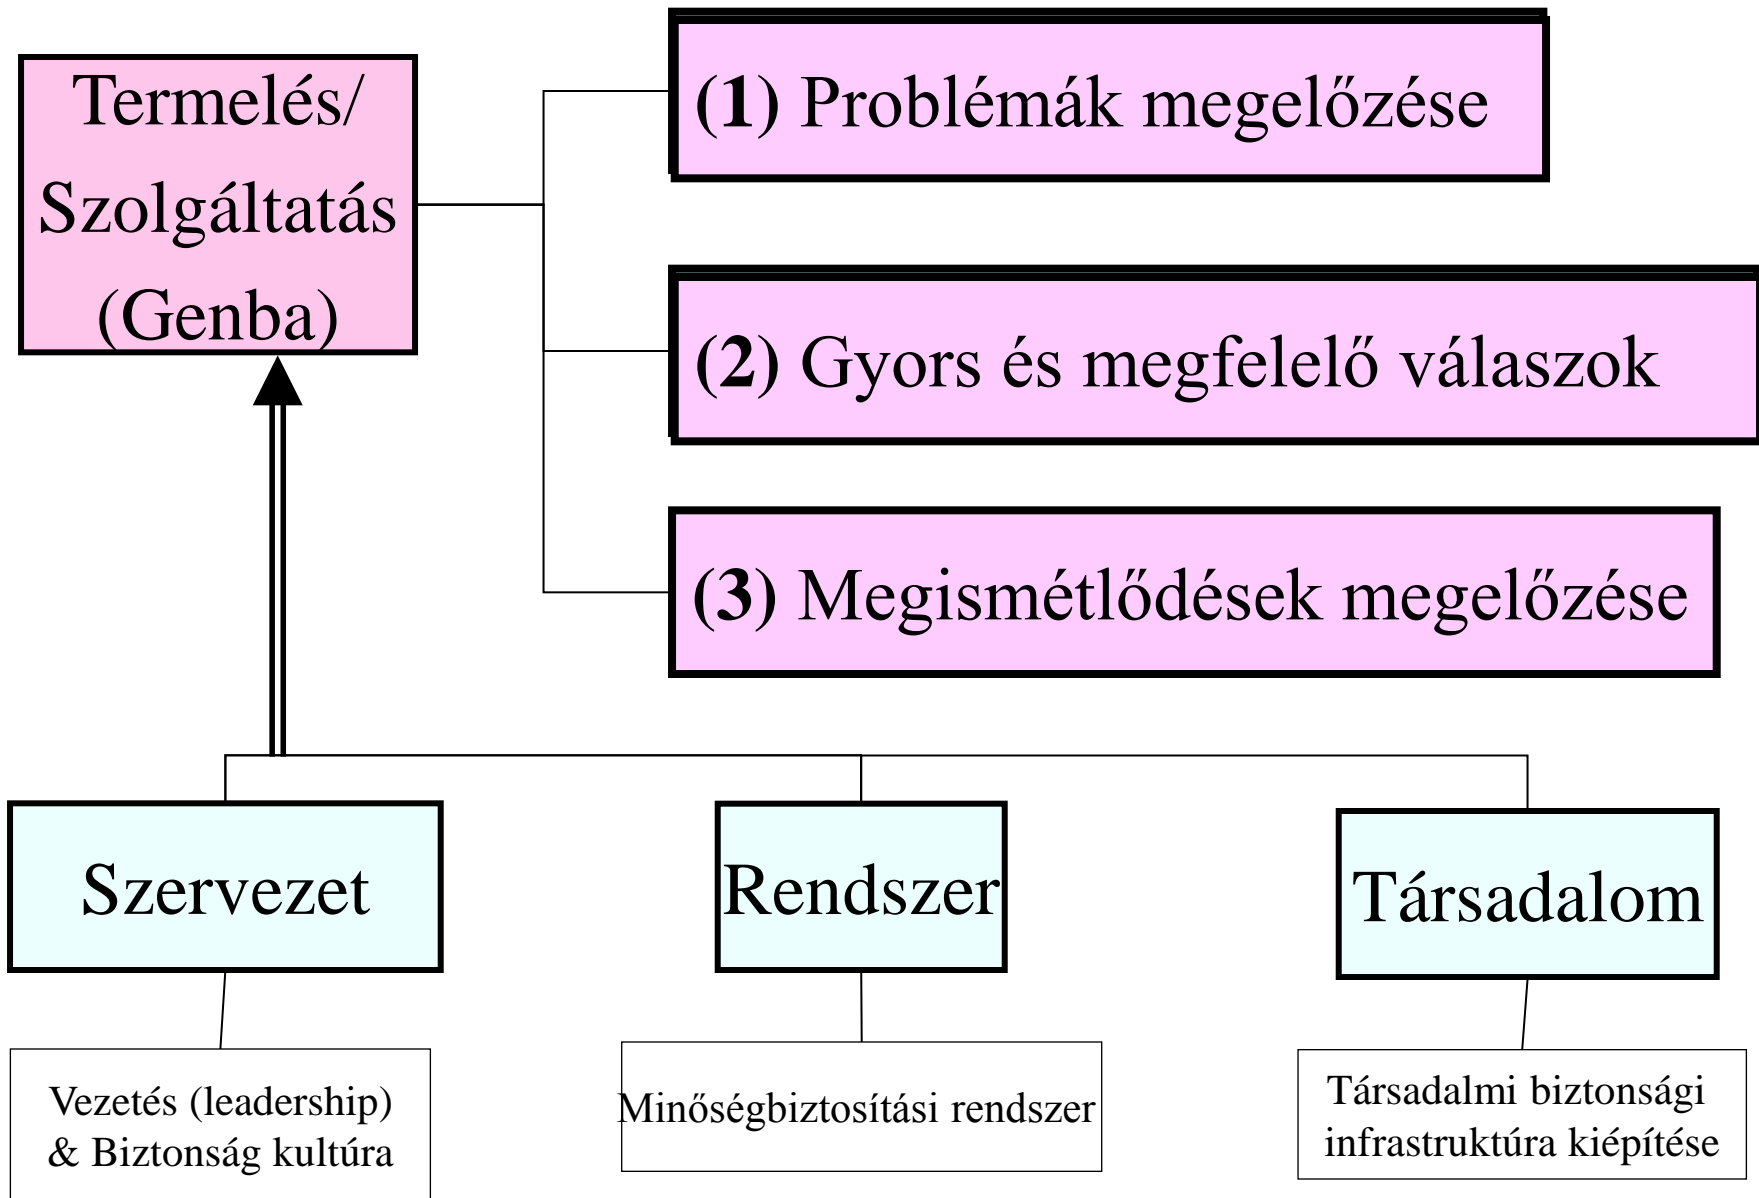 Termelés/
Szolgáltatás
(Genba)
(1) Problémák megelőzése
(2) Gyors és megfelelő válaszok
(3) Megismétlődések megelőzése
Szervezet
Rendszer
Társadalom
Vezetés (leadership)
& Biztonság kultúra
Minőségbiztosítási rendszer
Társadalmi biztonsági
infrastruktúra kiépítése